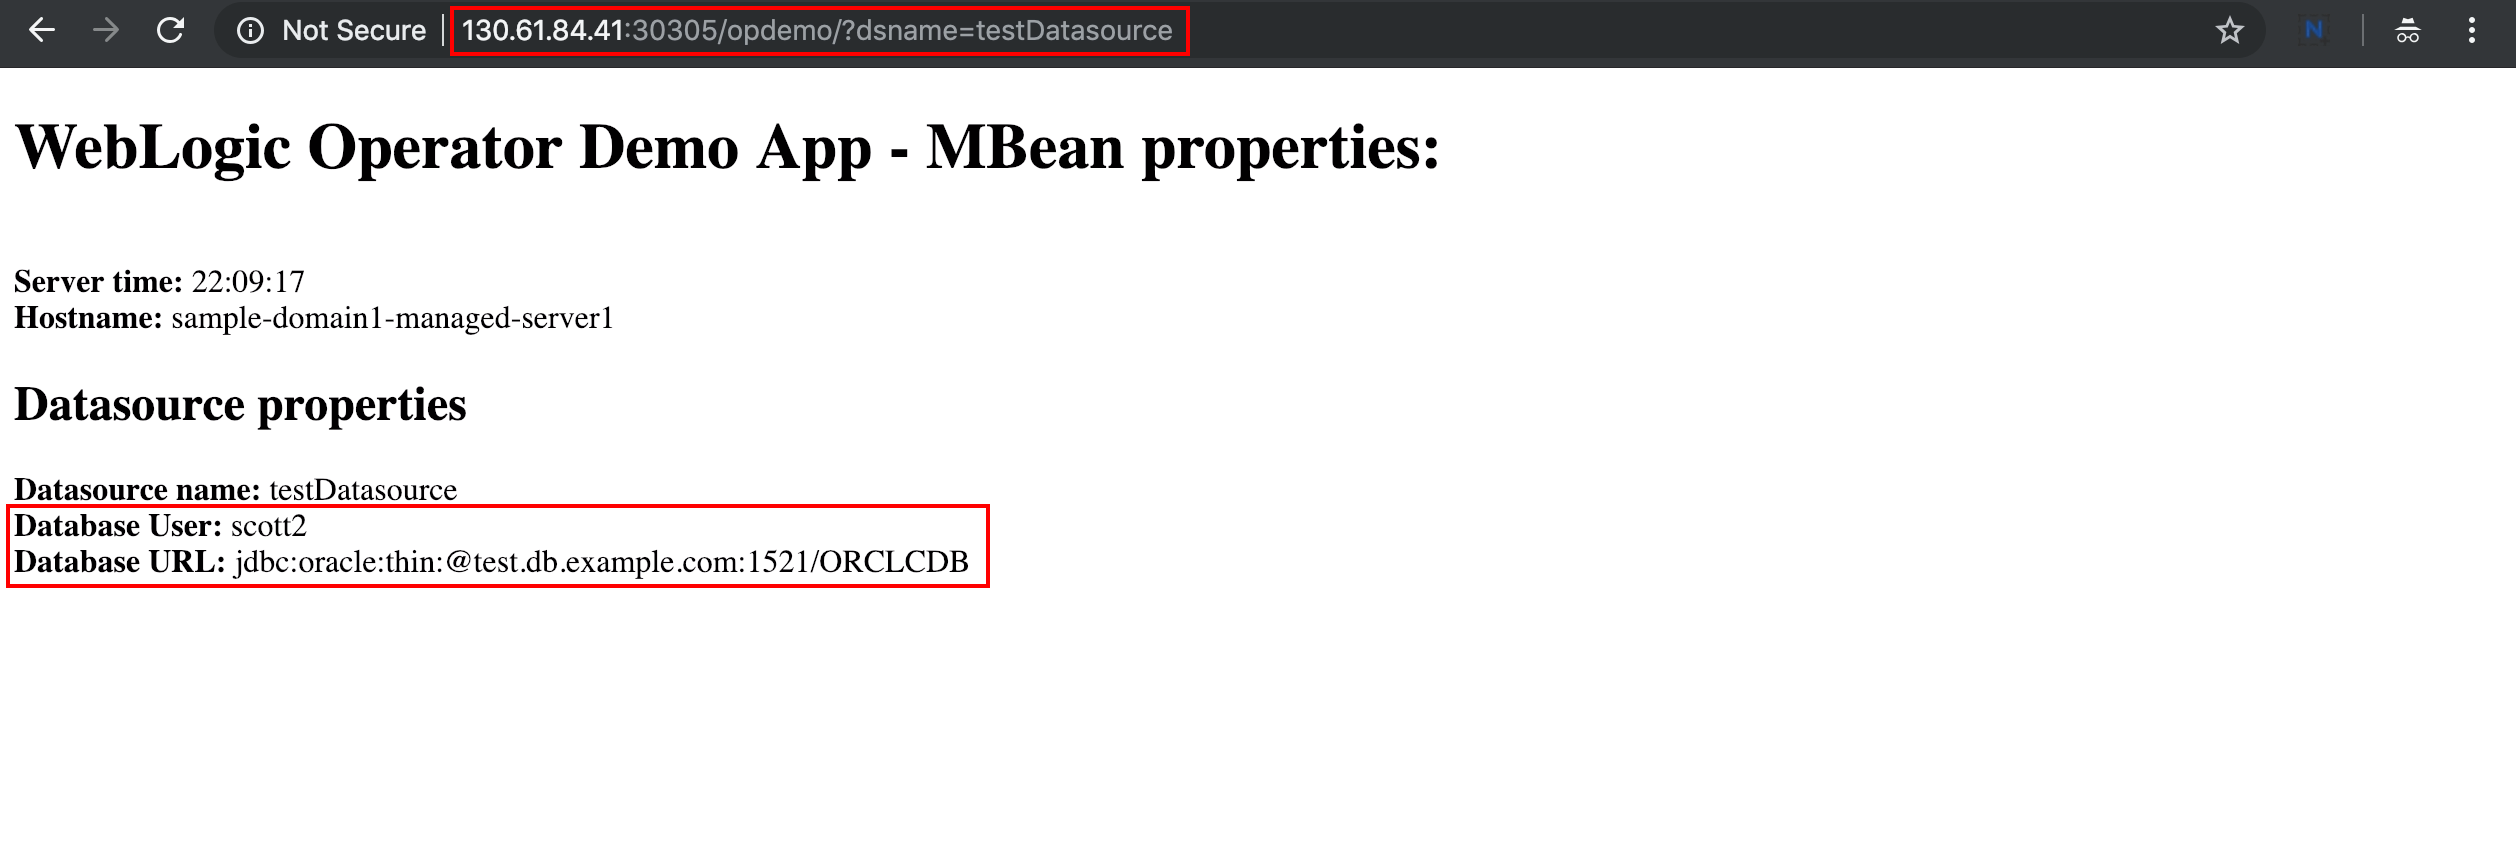 Not Secure | 130.61.84.41:30305/opdemo/?dsname=testDatasource N
WebLogic Operator Demo App - MBean properties:
Server time: 22:09:17
Hostname: sample-domain1-managed-server1
Datasource properties
Datasource name: testDatasource
Database User: scott2
Database URL: jdbc:oracle:thin:@test.db.example.com:1521/ORCLCDB